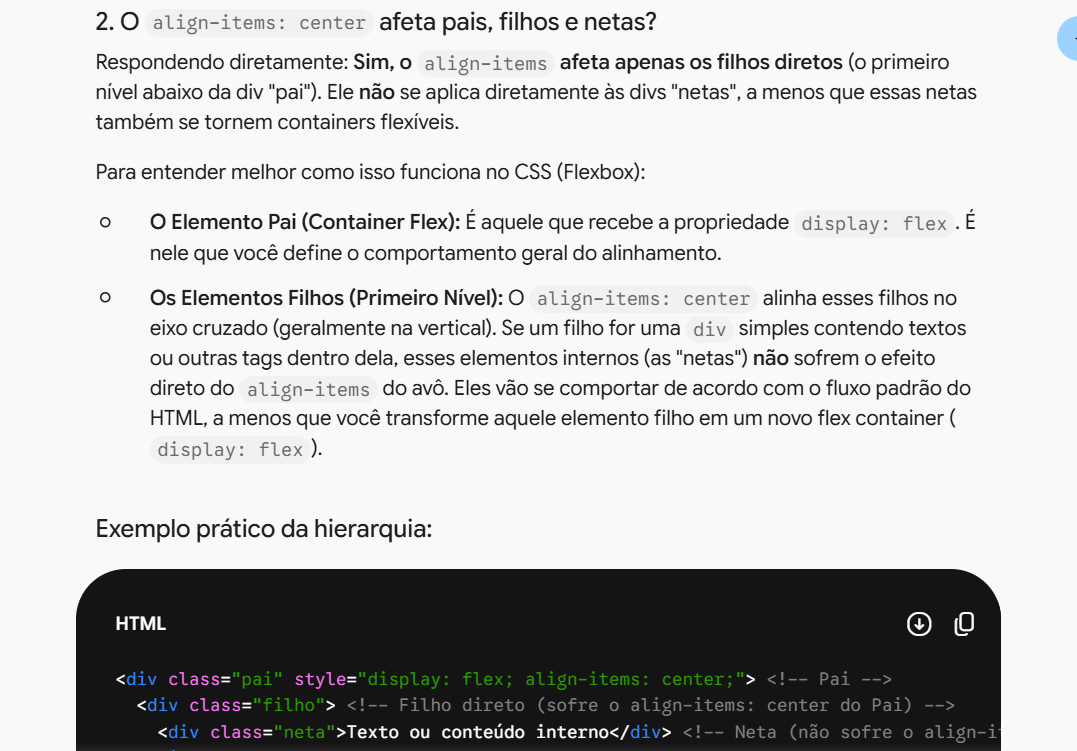 2. O align-items: center afeta pais, filhos e netas?
Respondendo diretamente: Sim, o align-items afeta apenas os filhos diretos (o primeiro
nível abaixo da div "pai"). Ele não se aplica diretamente às divs "netas", a menos que essas netas
também se tornem containers flexíveis.
Para entender melhor como isso funciona no CSS (Flexbox):
O Elemento Pai (Container Flex): É aquele que recebe a propriedade display: flex. É
nele que você define o comportamento geral do alinhamento.
Os Elementos Filhos (Primeiro Nível): O align-items: center alinha esses filhos no
eixo cruzado (geralmente na vertical). Se um filho for uma div simples contendo textos
ou outras tags dentro dela, esses elementos internos (as "netas") não sofrem o efeito
direto do align-items do avô. Eles vão se comportar de acordo com o fluxo padrão do
HTML, a menos que você transforme aquele elemento filho em um novo flex container (
display: flex ).
Exemplo prático da hierarquia:
HTML
<div class="pai" style="display: flex; align-items: center;"> <!-- Pai -->
<div class="filho"> <!-- Filho direto (sofre o align-items: center do Pai) -->
<div class="neta">Texto ou conteúdo interno</div> <!-- Neta (não sofre o align-i